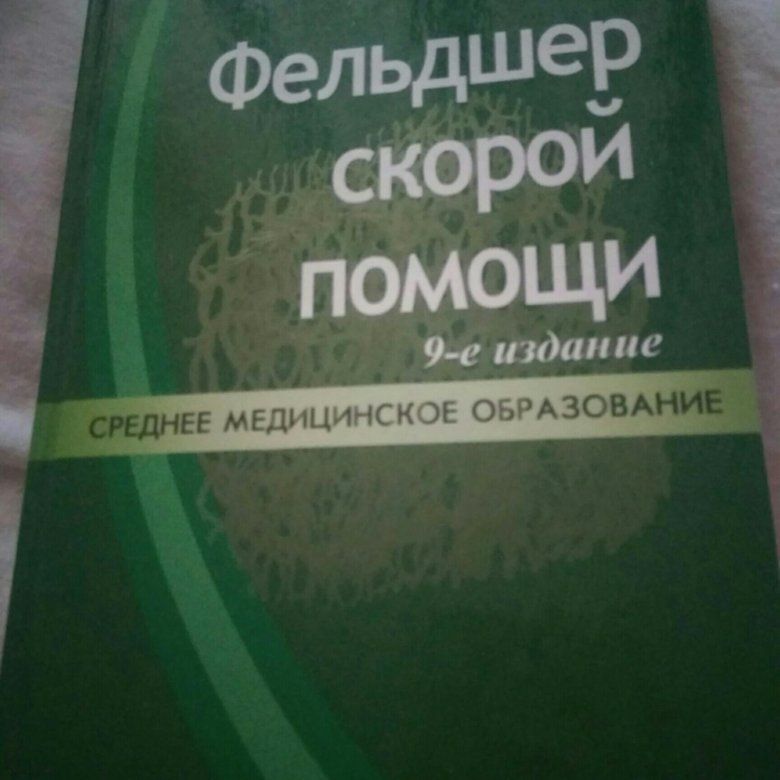 Фельдшер
скорой
помощи
9-е издание
СРЕДНЕЕ МЕДИЦИНСКОЕ ОБРАЗОВАНИЕ